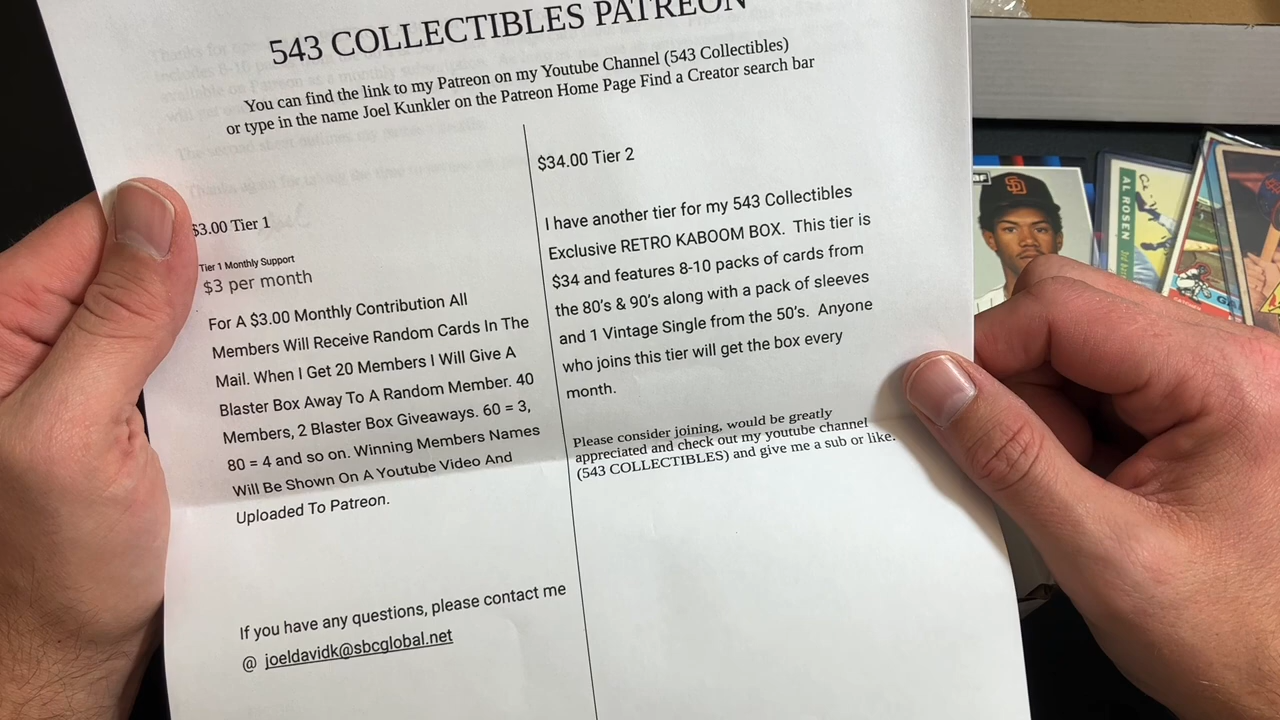 543 COLLECTIBLES PATREON
You can find the link to my Patreon on my Youtube Channel (543 Collectibles)
or type in the name Joel Kunkler on the Patreon Home Page Find a Creator search bar
$3.00 Tier 1
Tier 1 Monthly Support
$3 per month
For A $3.00 Monthly Contribution All
Members Will Receive Random Cards In The
Mail. When I Get 20 Members I Will Give A
Blaster Box Away To A Random Member. 40
Members, 2 Blaster Box Giveaways. 60 = 3,
80 = 4 and so on. Winning Members Names
Will Be Shown On A Youtube Video And
Uploaded To Patreon.
If you have any questions, please contact me
@ joeldavidk@sbcglobal.net
$34.00 Tier 2
I have another tier for my 543 Collectibles
Exclusive RETRO KABOOM BOX. This tier is
$34 and features 8-10 packs of cards from
the 80's & 90's along with a pack of sleeves
and 1 Vintage Single from the 50's. Anyone
who joins this tier will get the box every
month.
Please consider joining, would be greatly
appreciated and check out my youtube channel
(543 COLLECTIBLES) and give me a sub or like.
AL ROSEN